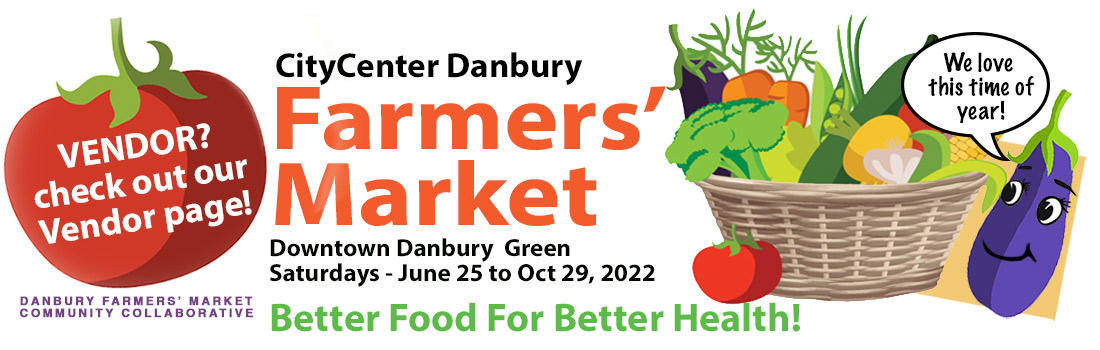 VENDOR?
check out our
Vendor page!
DANBURY FARMERS' MARKET
COMMUNITY COLLABORATIVE
CityCenter Danbury
Farmers'
Market
Downtown Danbury  Green
Saturdays - June 25 to Oct 29, 2022
Better Food For Better Health!
We love
this time of
year!